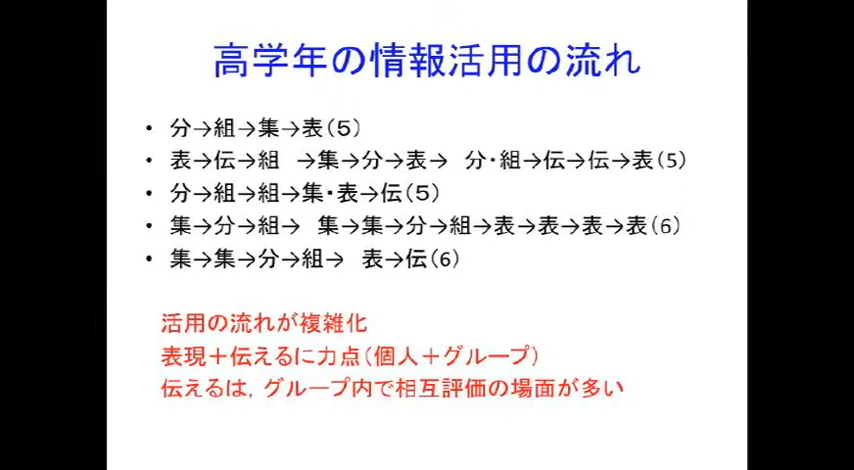 高学年の情報活用の流れ
・ 分→組→集→表(5)
・ 表→伝→組 →集→分→表→ 分・組→伝→伝→表(5)
・ 分→組→組→集・表→伝(5)
・ 集→分→組→ 集→集→分→組→表→表→表→表(6)
・ 集→集→分→組→ 表→伝(6)
活用の流れが複雑化
表現＋伝えるに力点(個人＋グループ)
伝えるは，グループ内で相互評価の場面が多い